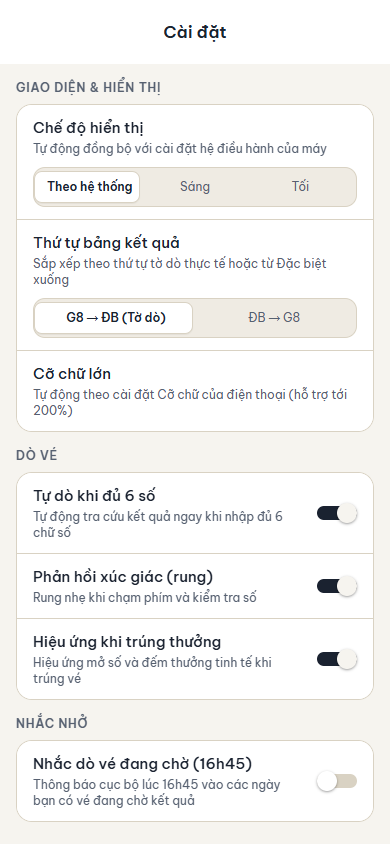 Cài đặt
GIAO DIỆN & HIỂN THỊ
Chế độ hiển thị
Tự động đồng bộ với cài đặt hệ điều hành của máy
Theo hệ thống Sáng Tối
Thứ tự bảng kết quả
Sắp xếp theo thứ tự tờ dò thực tế hoặc từ Đặc biệt
xuống
G8 → ĐB (Tờ dò) ĐB → G8
Cỡ chữ lớn
Tự động theo cài đặt Cỡ chữ của điện thoại (hỗ trợ tới
200%)
DÒ VÉ
Tự dò khi đủ 6 số
Tự động tra cứu kết quả ngay khi nhập đủ 6
chữ số
Phản hồi xúc giác (rung)
Rung nhẹ khi chạm phím và kiểm tra số
Hiệu ứng khi trúng thưởng
Hiệu ứng mở số và đếm thưởng tinh tế khi
trúng vé
NHẮC NHỞ
Nhắc dò vé đang chờ (16h45)
Thông báo cục bộ lúc 16h45 vào các ngày
bạn có vé đang chờ kết quả